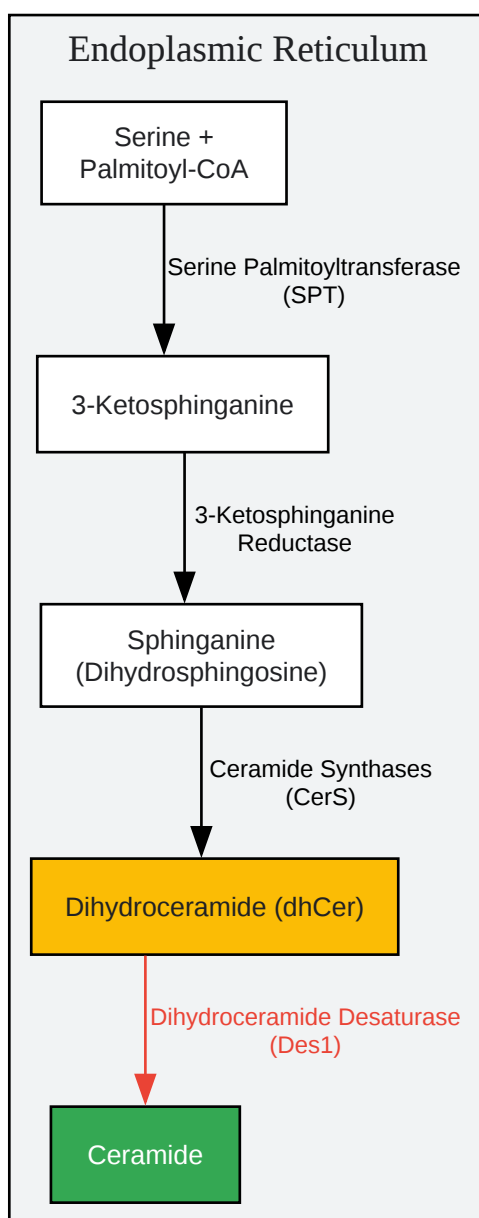 Endoplasmic Reticulum
Serine +
Palmitoyl-CoA
Serine Palmitoyltransferase
(SPT)
3-Ketosphinganine
3-Ketosphinganine
Reductase
Sphinganine
(Dihydrosphingosine)
Ceramide Synthases
(CerS)
Dihydroceramide (dhCer)
Dihydroceramide Desaturase
(Des1)
Ceramide